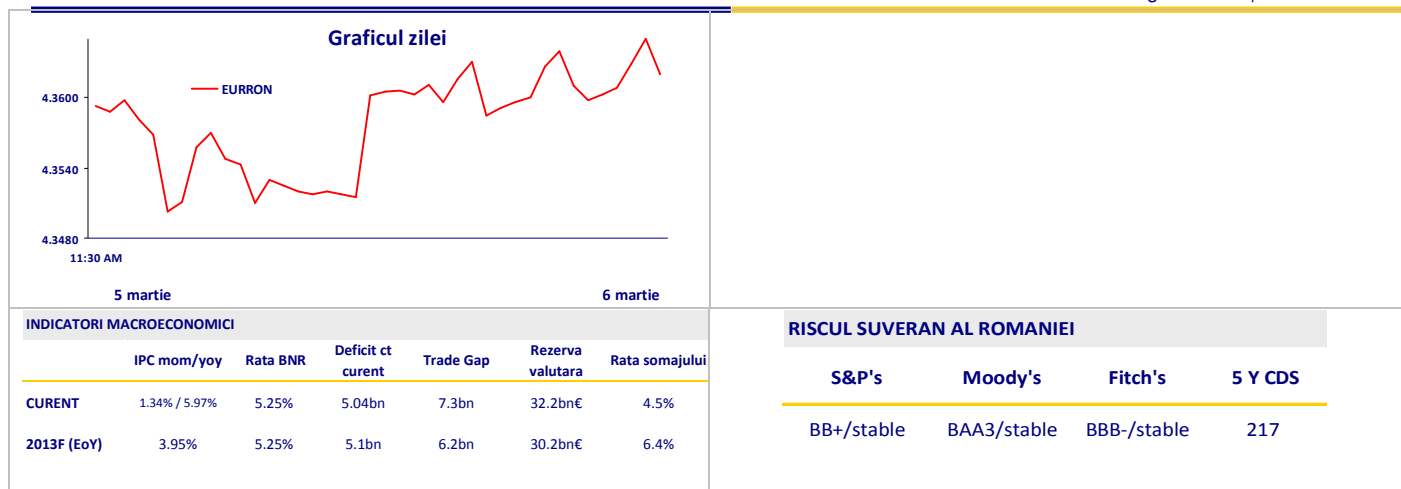 Graficul zilei
EURRON
4.3600
4.3540
4.3480
11:30 AM
5 martie 6 martie
INDICATORI MACROECONOMICI
IPC mom/yoy Rata BNR Deficit ct curent Trade Gap Rezerva valutara Rata somajului
CURENT 1.34% / 5.97% 5.25% 5.04bn 7.3bn 32.2bn€ 4.5%
2013F (EoY) 3.95% 5.25% 5.1bn 6.2bn 30.2bn€ 6.4%
RISCUL SUVERAN AL ROMANIEI
S&P's Moody's Fitch's 5 Y CDS
BB+/stable BAA3/stable BBB-/stable 217